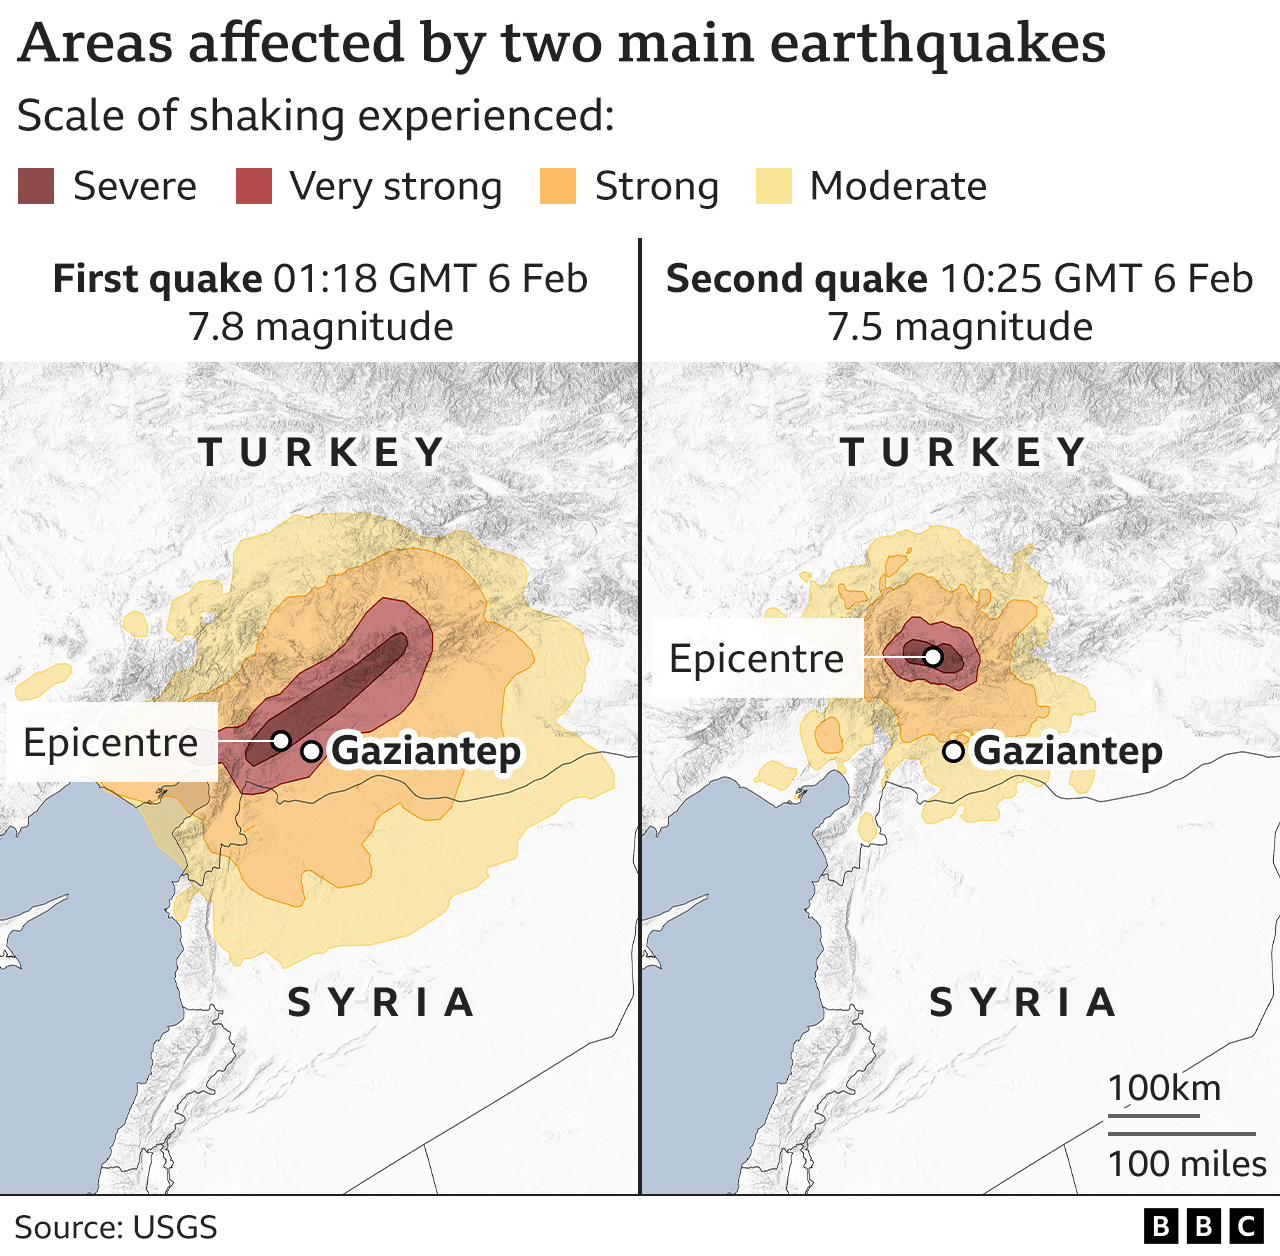 Areas affected by two main earthquakes
Scale of shaking experienced:
Severe Very strong Strong Moderate
First quake 01:18 GMT 6 Feb
7.8 magnitude
TURKEY
Epicentre
Gaziantep
SYRIA
Second quake 10:25 GMT 6 Feb
7.5 magnitude
TURKEY
Epicentre
Gaziantep
SYRIA
100km
100 miles
Source: USGS
BBC